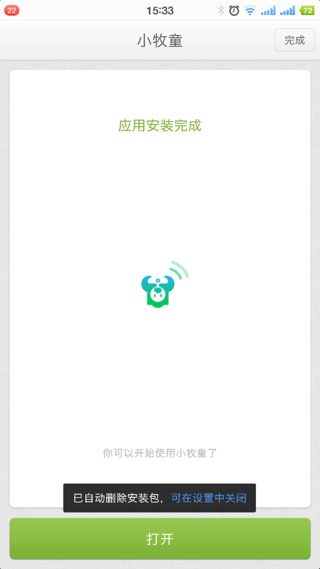 22 15:33 72
小牧童 完成
应用安装完成
你可以开始使用小牧童了
已自动删除安装包，可在设置中关闭
打开